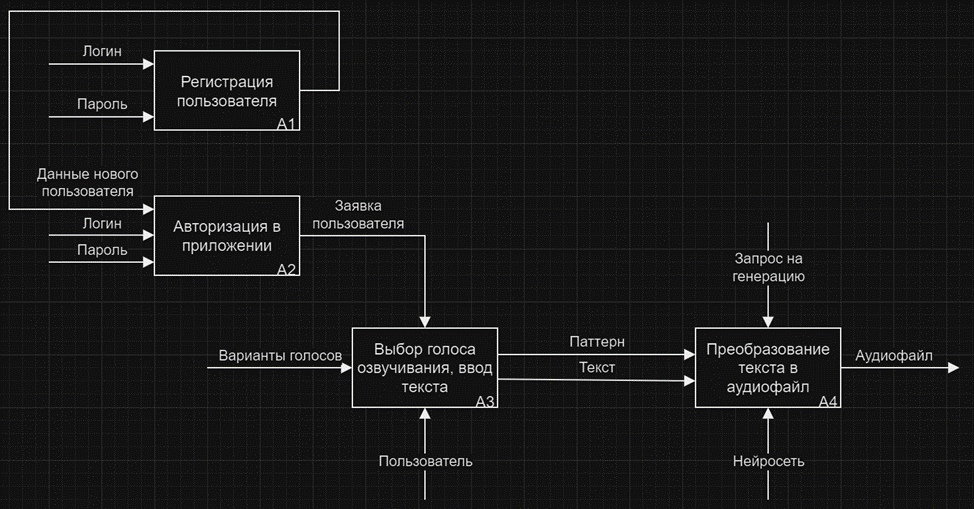 Логин
Регистрация
пользователя
Пароль
A1
Данные нового
пользователя
Логин
Пароль
Авторизация в
приложении
A2
Заявка
пользователя
Запрос на
генерацию
Варианты голосов
Выбор голоса
озвучивания, ввод
текста
A3
Паттерн
Текст
Преобразование
текста в
аудиофайл
A4
Аудиофайл
Пользователь
Нейросеть